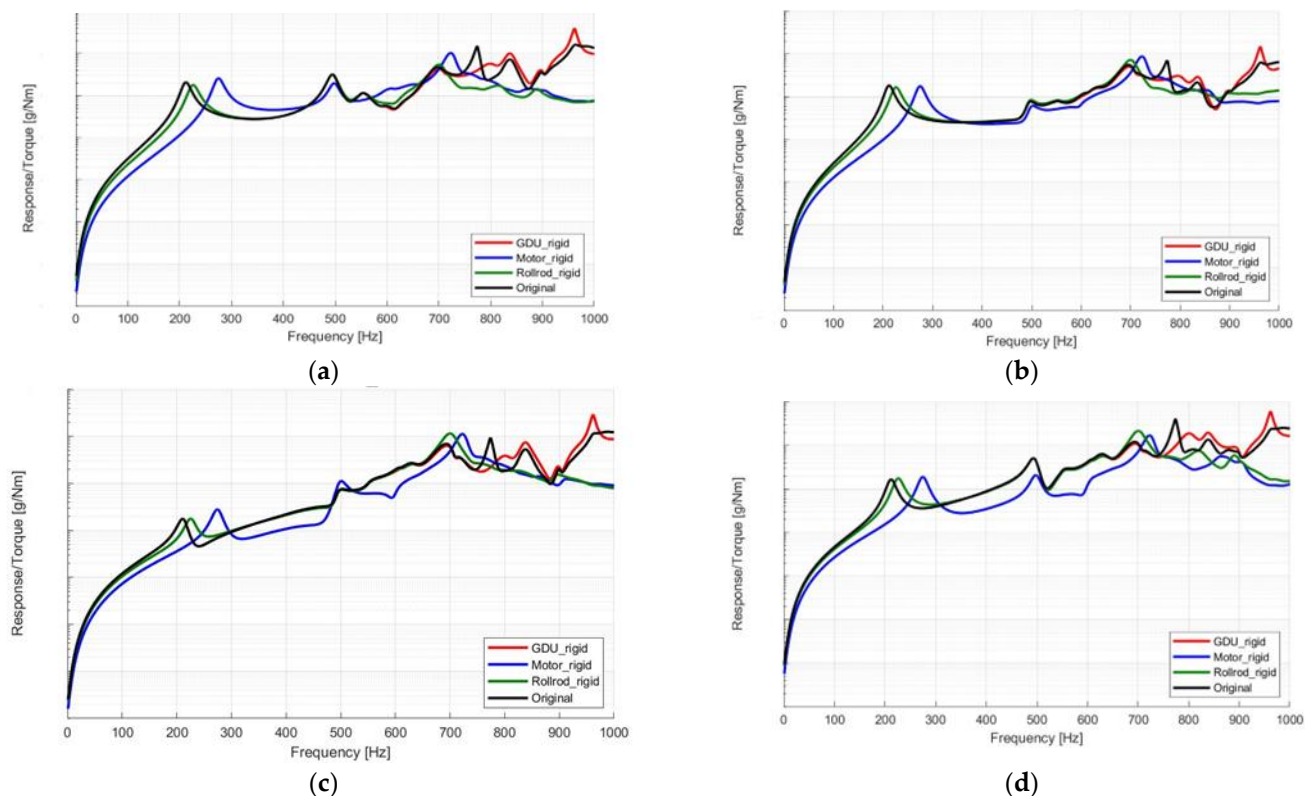 Response/Torque [g/Nm]
GDU_rigid
Motor_rigid
Rollrod_rigid
Original
0 100 200 300 400 500 600 700 800 900 1000
Frequency [Hz]
(a)
Response/Torque [g/Nm]
GDU_rigid
Motor_rigid
Rollrod_rigid
Original
0 100 200 300 400 500 600 700 800 900 1000
Frequency [Hz]
(b)
Response/Torque [g/Nm]
GDU_rigid
Motor_rigid
Rollrod_rigid
Original
0 100 200 300 400 500 600 700 800 900 1000
Frequency [Hz]
(c)
Response/Torque [g/Nm]
GDU_rigid
Motor_rigid
Rollrod_rigid
Original
0 100 200 300 400 500 600 700 800 900 1000
Frequency [Hz]
(d)